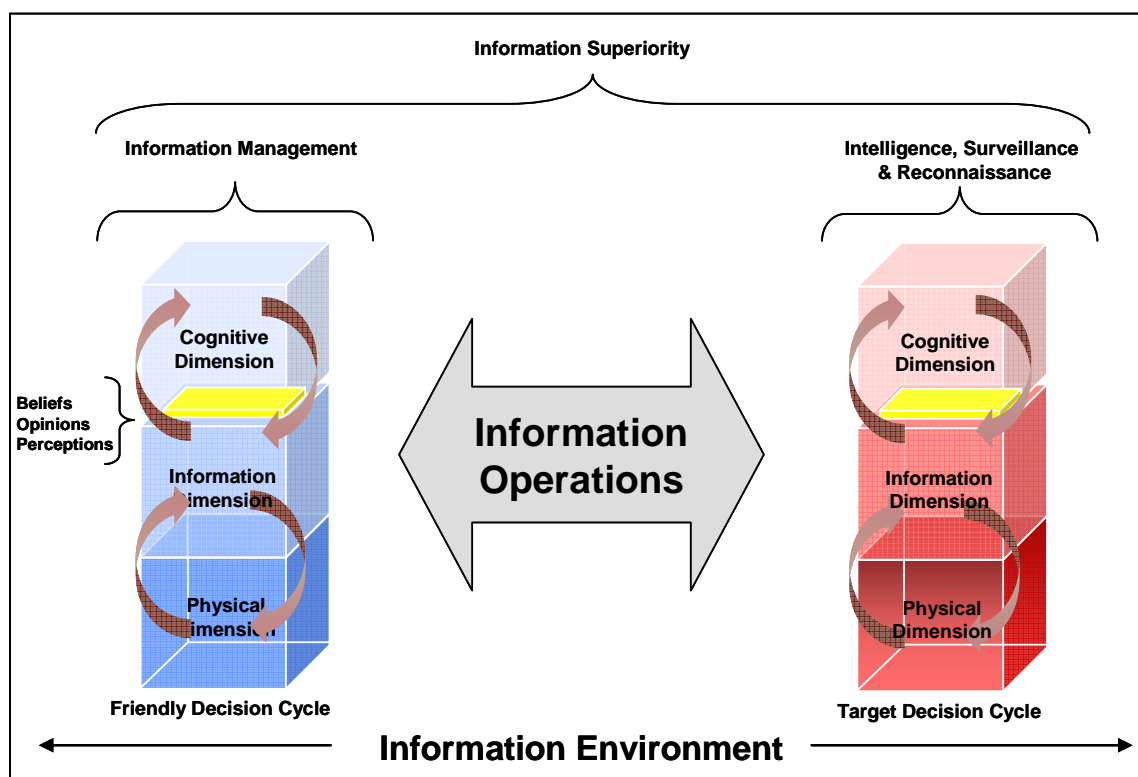 Information Superiority
Information Management
Intelligence, Surveillance
& Reconnaissance
Cognitive
Dimension
Beliefs
Opinions
Perceptions
Information
Dimension
Physical
Dimension
Friendly Decision Cycle
Information
Operations
Cognitive
Dimension
Information
Dimension
Physical
Dimension
Target Decision Cycle
Information Environment